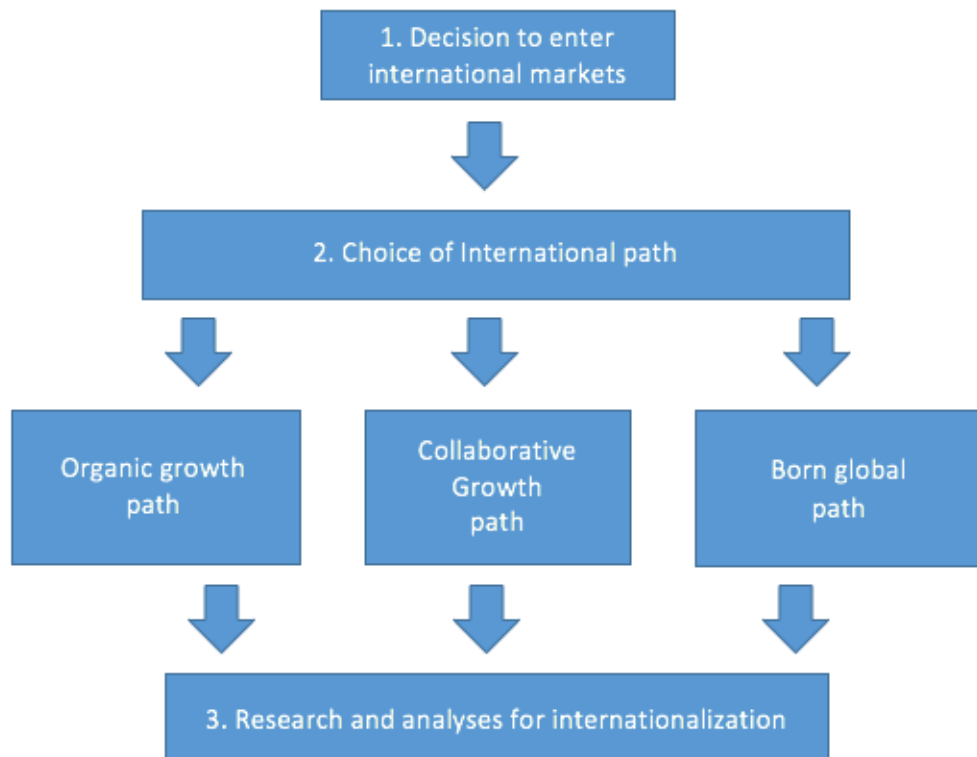 1. Decision to enter
international markets
2. Choice of International path
Organic growth
path
Collaborative
Growth
path
Born global
path
3. Research and analyses for internationalization